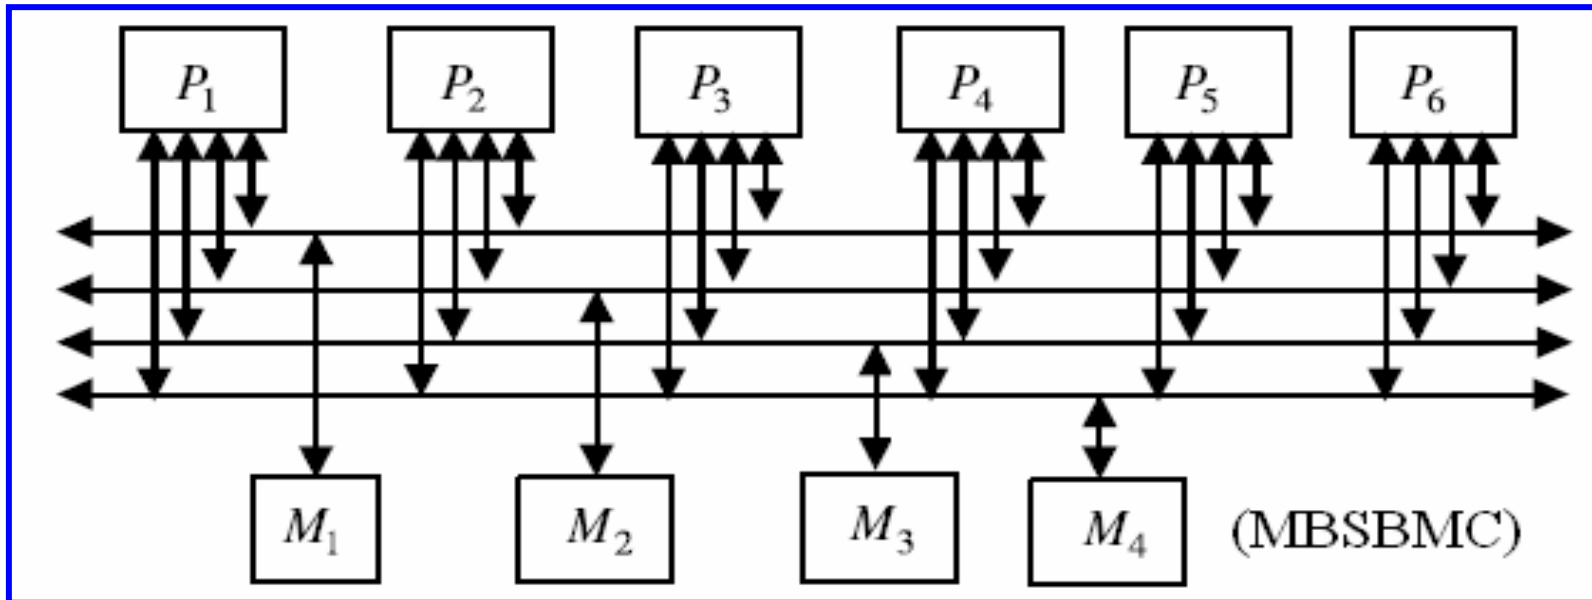 P₁ P₂ P₃ P₄ P₅ P₆
M₁ M₂ M₃ M₄ (MBSBMC)